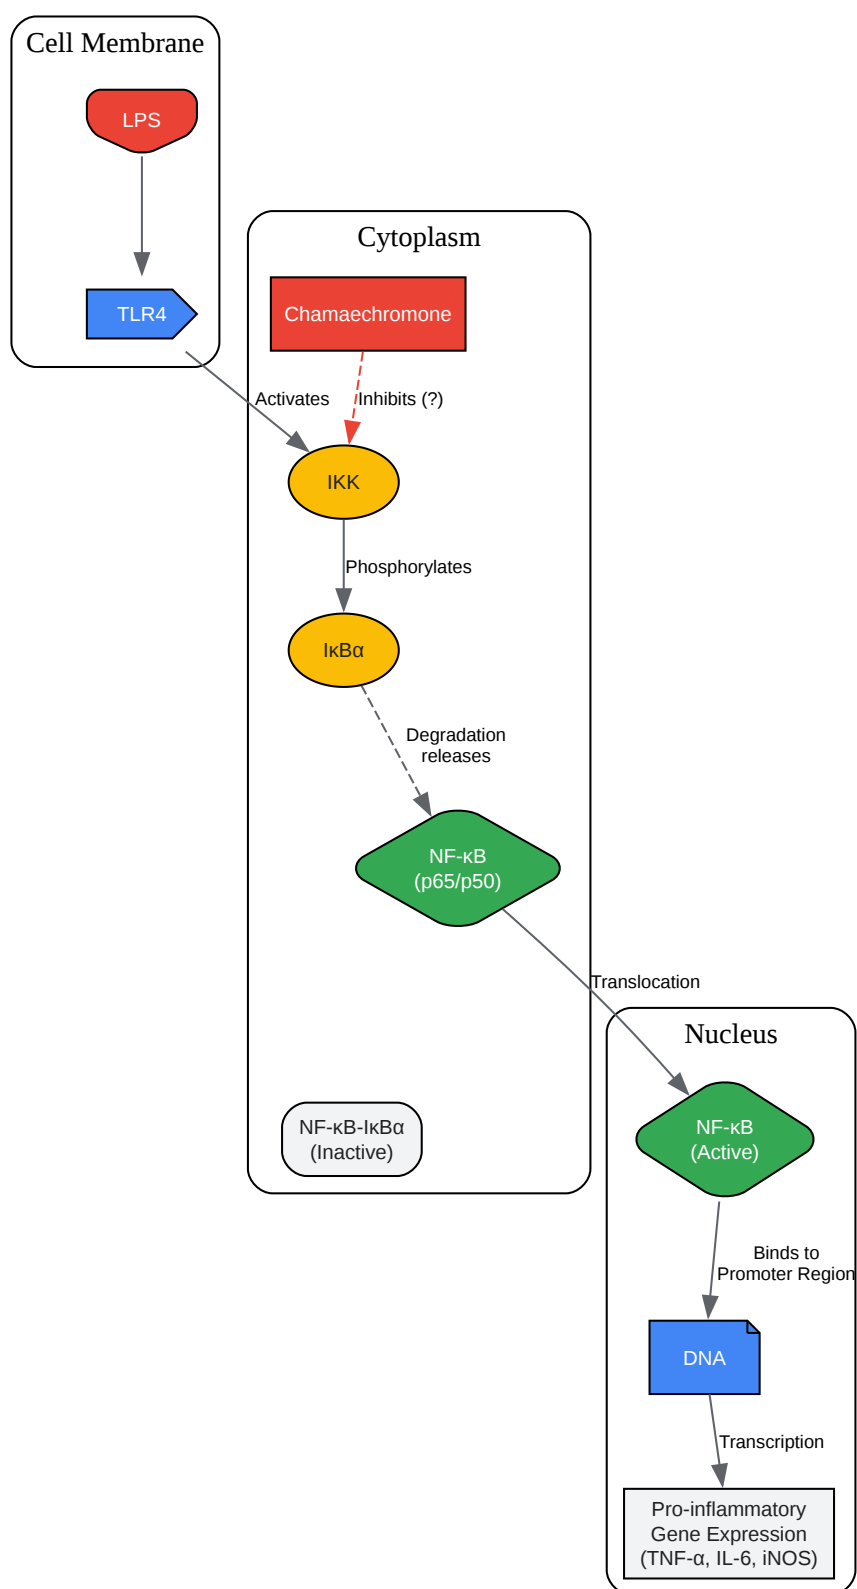 Cell Membrane
LPS
TLR4
Cytoplasm
Chamaechromone
Activates
Inhibits (?)
IKK
Phosphorylates
IκBα
Degradation
releases
NF-κB
(p65/p50)
Translocation
Nucleus
NF-κB-IκBα
(Inactive)
NF-κB
(Active)
Binds to
Promoter Region
DNA
Transcription
Pro-inflammatory
Gene Expression
(TNF-α, IL-6, iNOS)